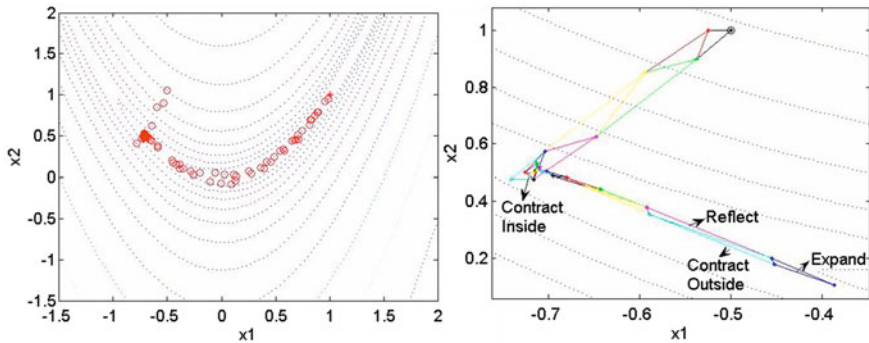 2
1.5
1
0.5
0
-0.5
-1
-1.5
x2
-1.5 -1 -0.5 0 0.5 1 1.5 2
x1
1
0.8
0.6
0.4
0.2
x2
Contract
Inside
Reflect
Contract
Outside
Expand
-0.7 -0.6 -0.5 -0.4
x1